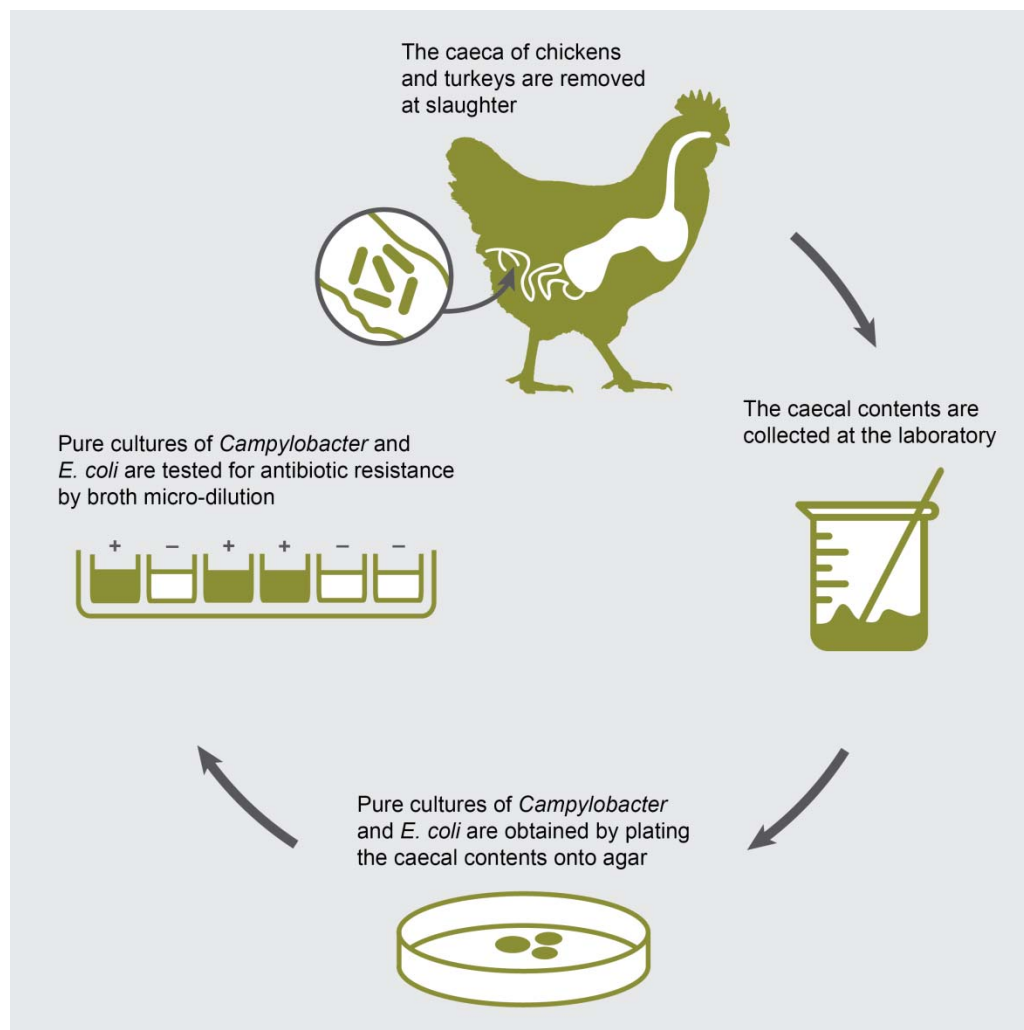 The caeca of chickens
and turkeys are removed
at slaughter
The caecal contents are
collected at the laboratory
Pure cultures of Campylobacter
and E. coli are obtained by plating
the caecal contents onto agar
Pure cultures of Campylobacter and
E. coli are tested for antibiotic resistance
by broth micro-dilution
+ – + + – –